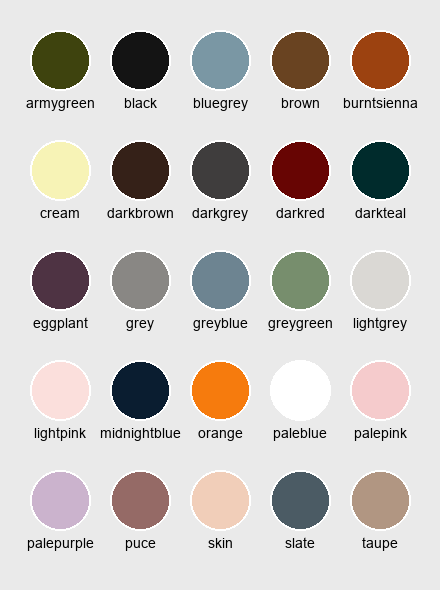 armygreen black bluegrey brown burntsienna
cream darkbrown darkgrey darkred darkteal
eggplant grey greyblue greygreen lightgrey
lightpink midnightblue orange paleblue palepink
palepurple puce skin slate taupe